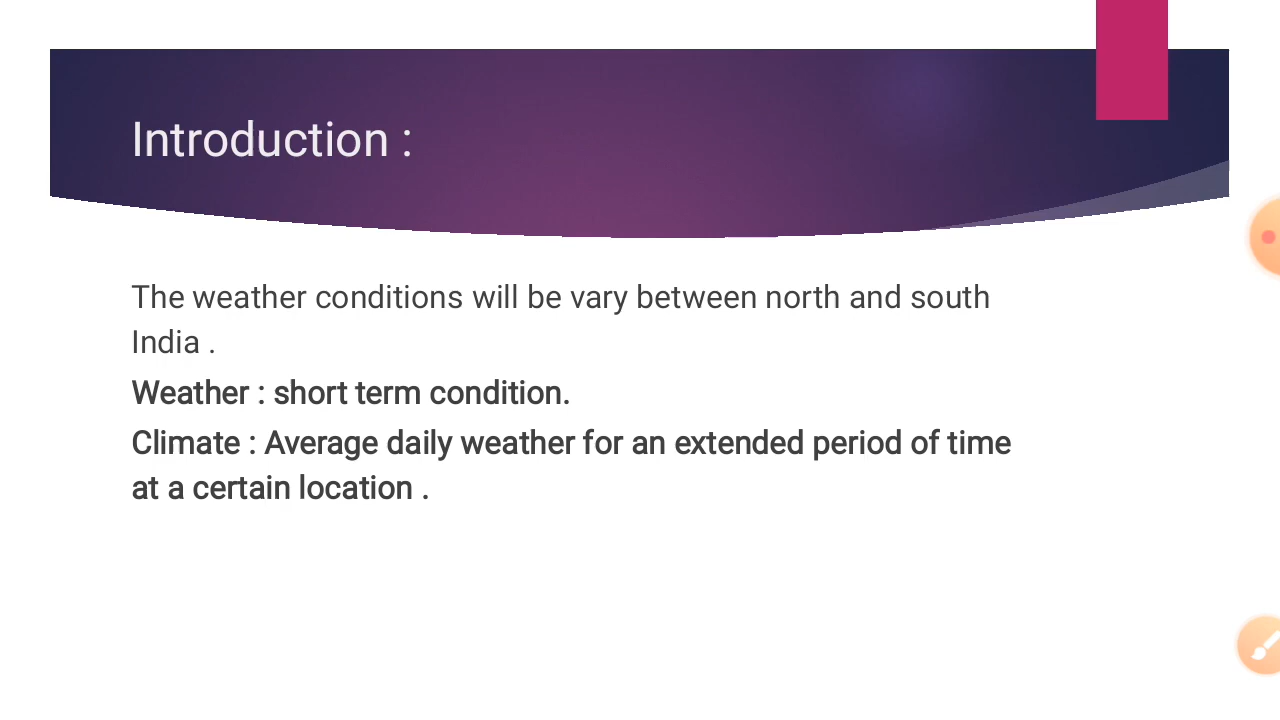 Introduction :
The weather conditions will be vary between north and south
India .
Weather : short term condition.
Climate : Average daily weather for an extended period of time
at a certain location .